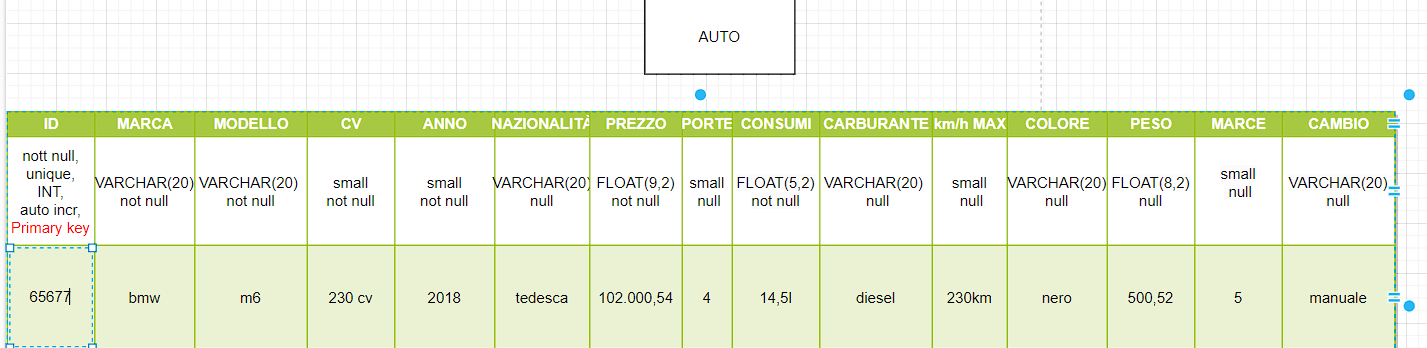 AUTO
ID MARCA MODELLO CV ANNO NAZIONALITÀ PREZZO PORTE CONSUMI CARBURANTE km/h MAX COLORE PESO MARCE CAMBIO
nott null,
unique,
INT,
auto incr,
Primary key
VARCHAR(20)
not null
VARCHAR(20)
not null
small
not null
small
not null
VARCHAR(20)
not null
FLOAT(9,2)
not null
small
null
FLOAT(5,2)
not null
VARCHAR(20)
null
small
null
VARCHAR(20)
null
FLOAT(8,2)
null
small
null
VARCHAR(20)
null
65677 bmw m6 230 cv 2018 tedesca 102.000,54 4 14,5l diesel 230km nero 500,52 5 manuale